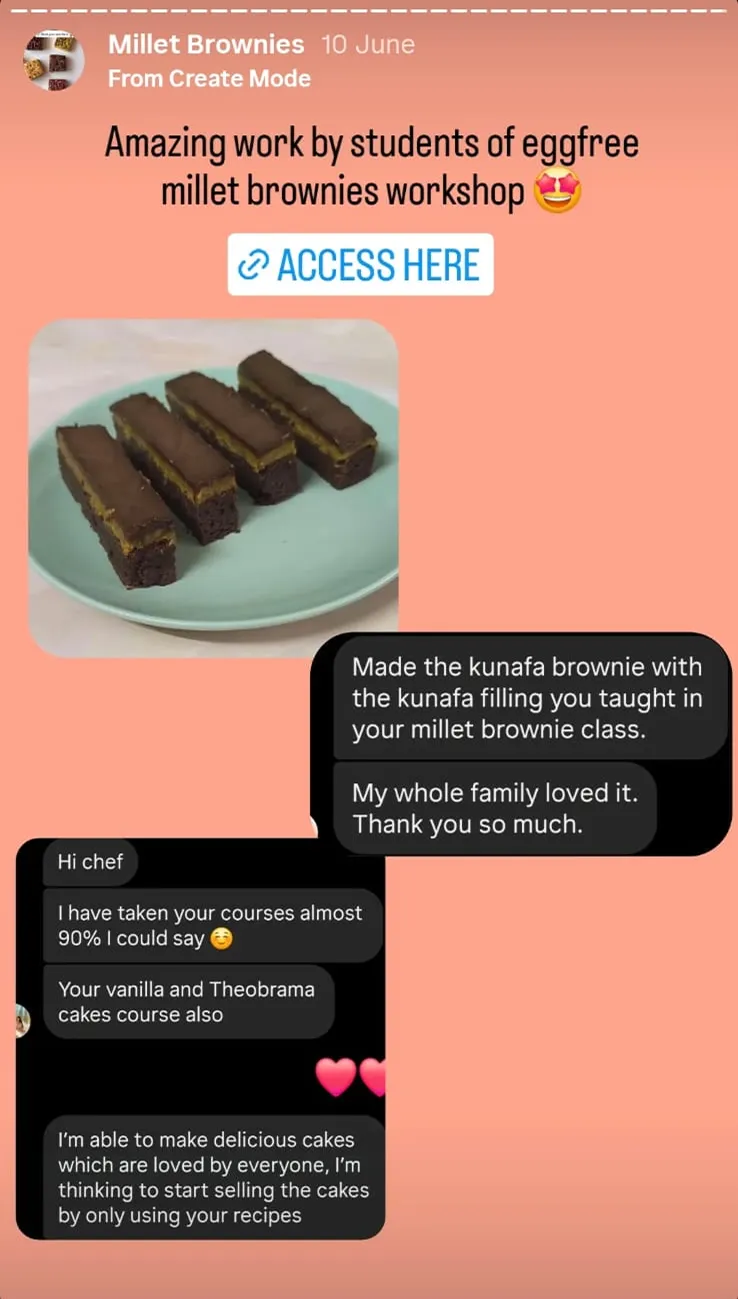 Millet Brownies 10 June
From Create Mode
Amazing work by students of eggfree
millet brownies workshop 🤩
ACCESS HERE
Made the kunafa brownie with
the kunafa filling you taught in
your millet brownie class.
My whole family loved it.
Thank you so much.
Hi chef
I have taken your courses almost
90% I could say ☺️
Your vanilla and Theobrama
cakes course also
I'm able to make delicious cakes
which are loved by everyone, I'm
thinking to start selling the cakes
by only using your recipes